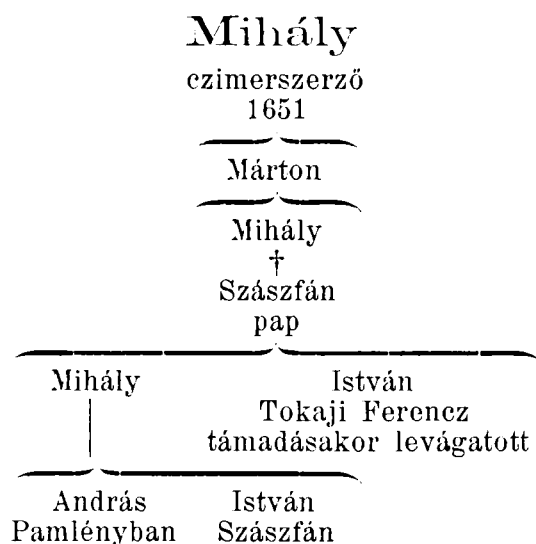 Mihály
czimerszerző
1651
Márton
Mihály
†
Szászfán
pap
Mihály István
Tokaji Ferencz
támadásakor levágatott
András István
Pamlényban Szászfán